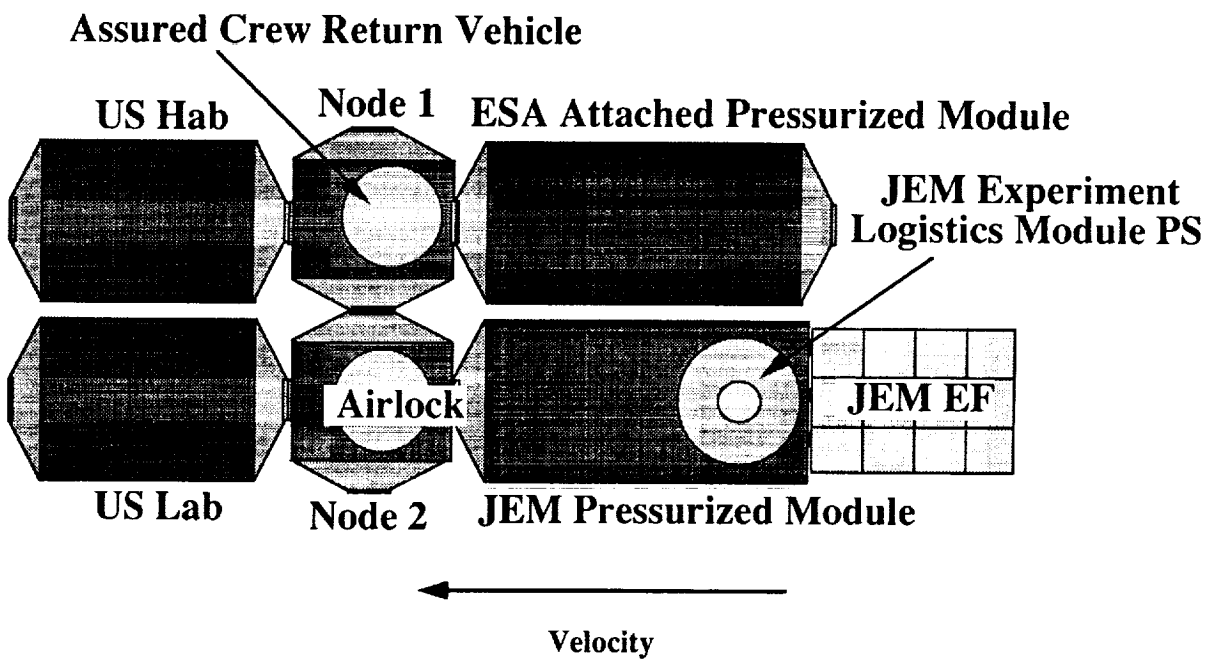 Assured Crew Return Vehicle
US Hab
Node 1
ESA Attached Pressurized Module
JEM Experiment
Logistics Module PS
Airlock
JEM EF
US Lab
Node 2
JEM Pressurized Module
Velocity